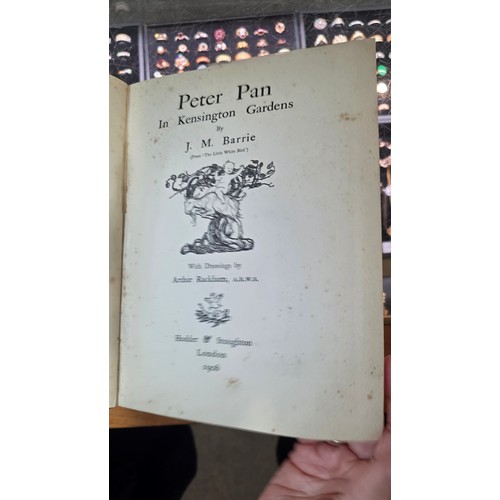 Peter Pan
In Kensington Gardens
By
J. M. Barrie
(From 'The Little White Bird')
With Drawings by
Arthur Rackham, A.R.W.S.
Hodder & Stoughton
London
1906